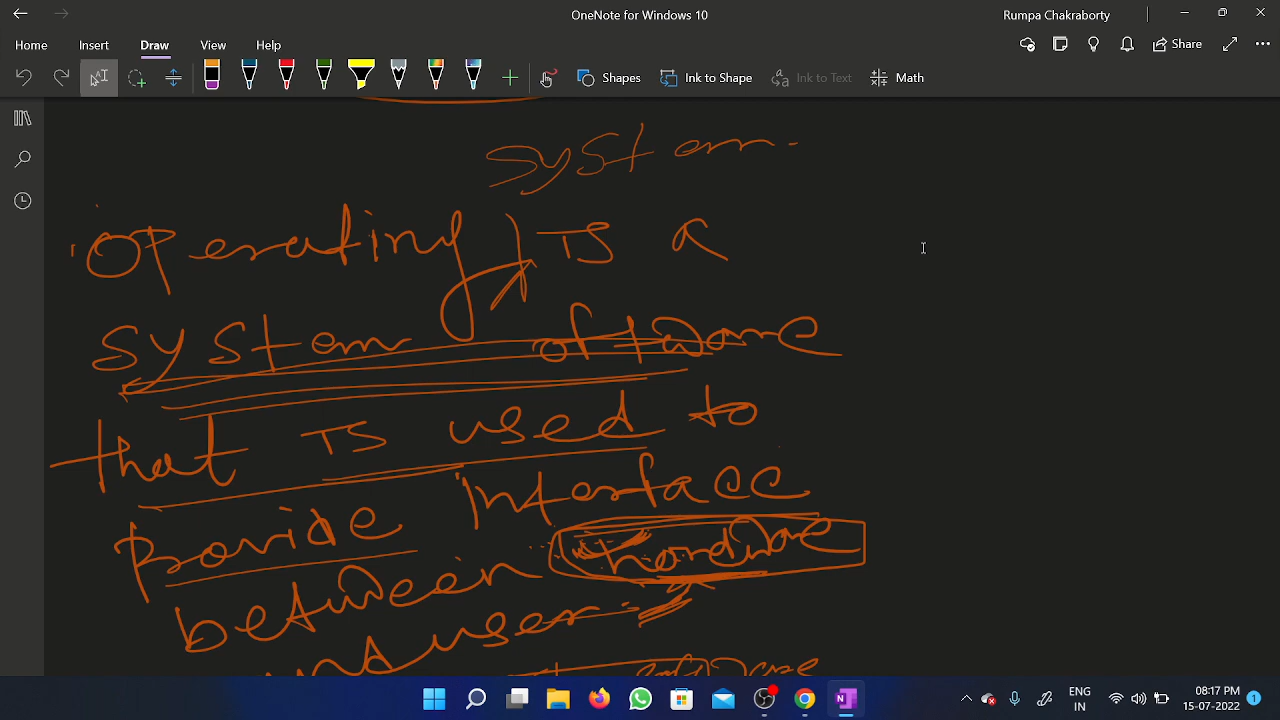 OneNote for Windows 10
Rumpa Chakraborty
Home Insert Draw View Help
Share
Shapes Ink to Shape Ink to Text Math
system
operating is a
system oftware
that is used to
provide interface
between hardware
and user
ENG
IN
08:17 PM
15-07-2022
1